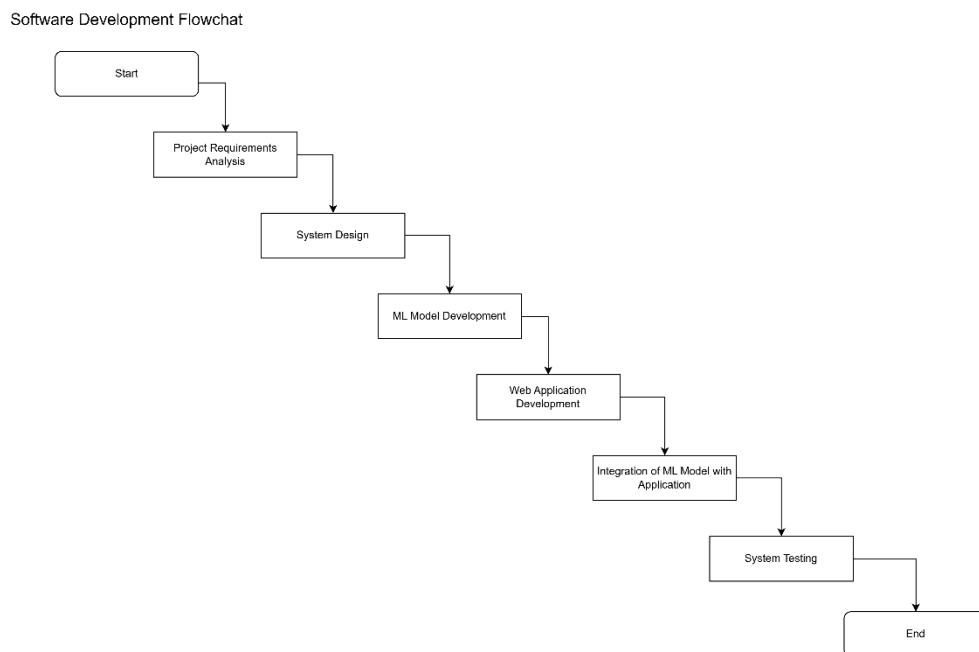 Software Development Flowchat
Start
Project Requirements
Analysis
System Design
ML Model Development
Web Application
Development
Integration of ML Model with
Application
System Testing
End